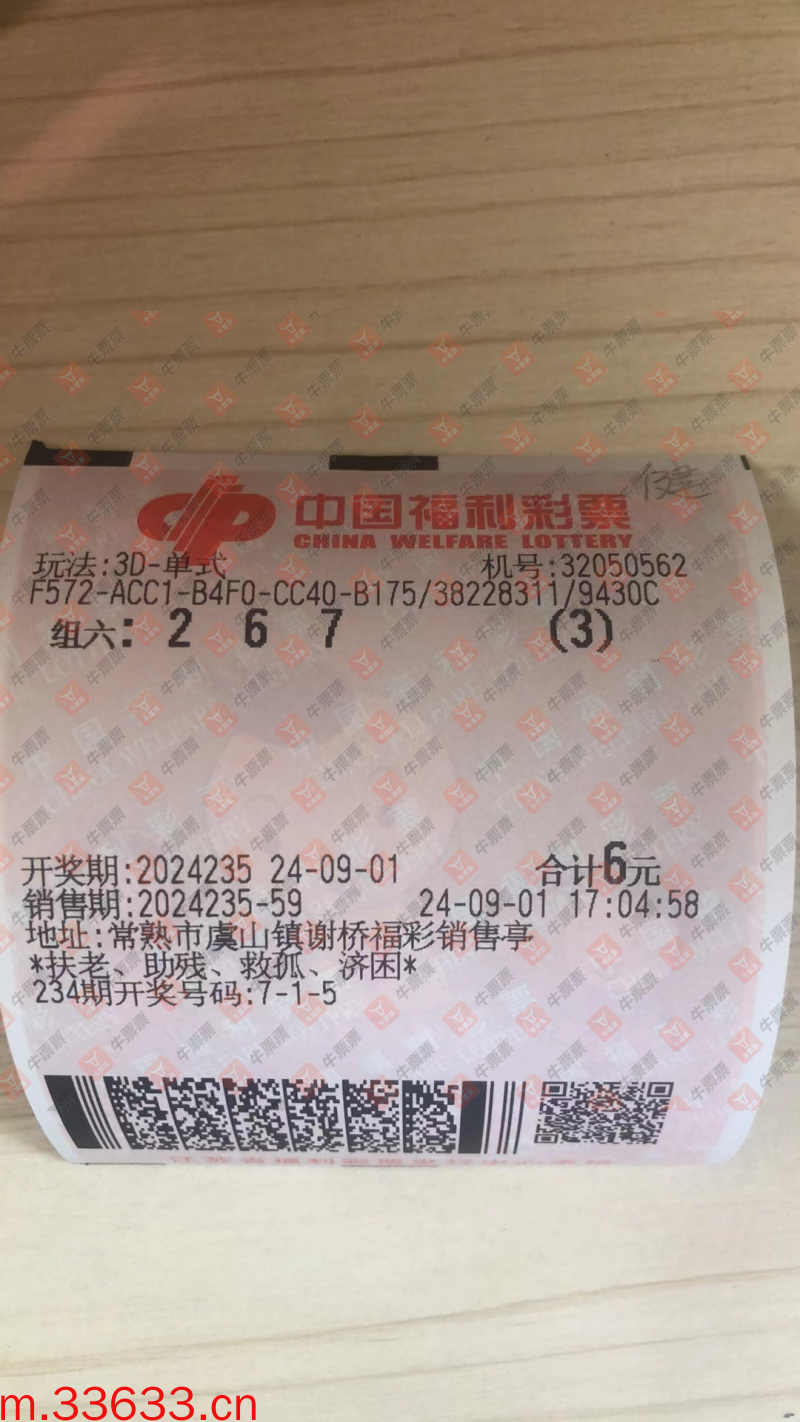 健
中国福利彩票
CHINA WELFARE LOTTERY
玩法:3D-单式 机号:32050562
F572-ACC1-B4F0-CC40-B175/38228311/9430C
组六: 2 6 7 (3)
开奖期:2024235 24-09-01 合计6元
销售期:2024235-59 24-09-01 17:04:58
地址:常熟市虞山镇谢桥福彩销售亭
*扶老、助残、救孤、济困*
234期开奖号码:7-1-5
牛票票
m.33633.cn